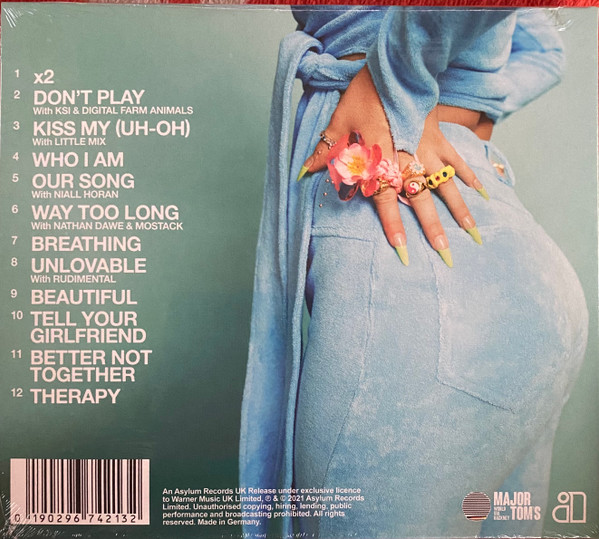 1 x2
2 DON'T PLAY
With KSI & DIGITAL FARM ANIMALS
3 KISS MY (UH-OH)
With LITTLE MIX
4 WHO I AM
5 OUR SONG
With NIALL HORAN
6 WAY TOO LONG
With NATHAN DAWE & MOSTACK
7 BREATHING
8 UNLOVABLE
With RUDIMENTAL
9 BEAUTIFUL
10 TELL YOUR
GIRLFRIEND
11 BETTER NOT
TOGETHER
12 THERAPY
0 190296 742132
An Asylum Records UK Release under exclusive licence
to Warner Music UK Limited, ℗ & © 2021 Asylum Records
Limited. Unauthorised copying, hiring, lending, public
performance and broadcasting prohibited. All rights
reserved. Made in Germany.
MAJOR
TOM'S